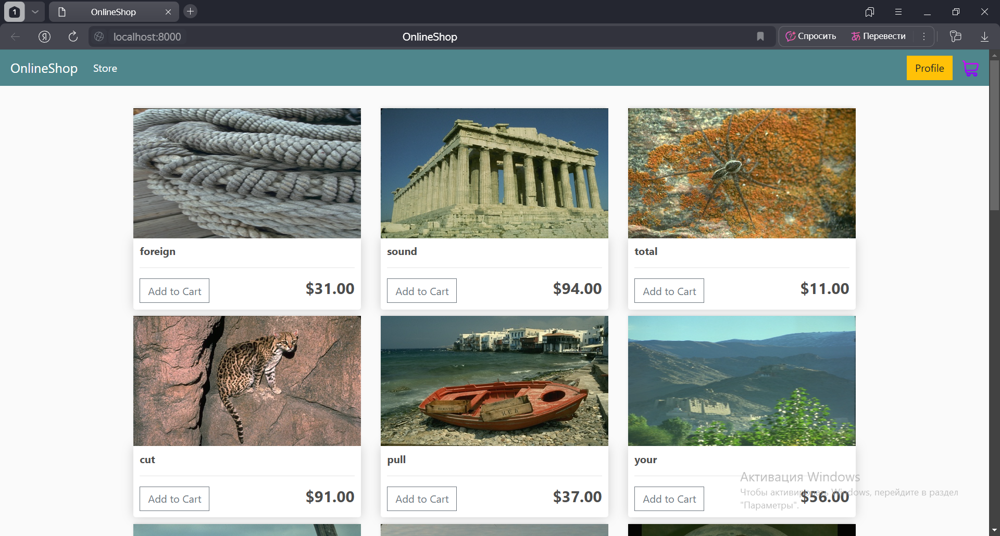 1
OnlineShop
localhost:8000
OnlineShop
Спросить
Перевести
OnlineShop
Store
Profile
foreign
sound
total
Add to Cart
$31.00
Add to Cart
$94.00
Add to Cart
$11.00
KEA
cut
pull
your
Add to Cart
$91.00
Add to Cart
$37.00
Add to Cart
$56.00
Активация Windows
Чтобы активировать Windows, перейдите в раздел
"Параметры".